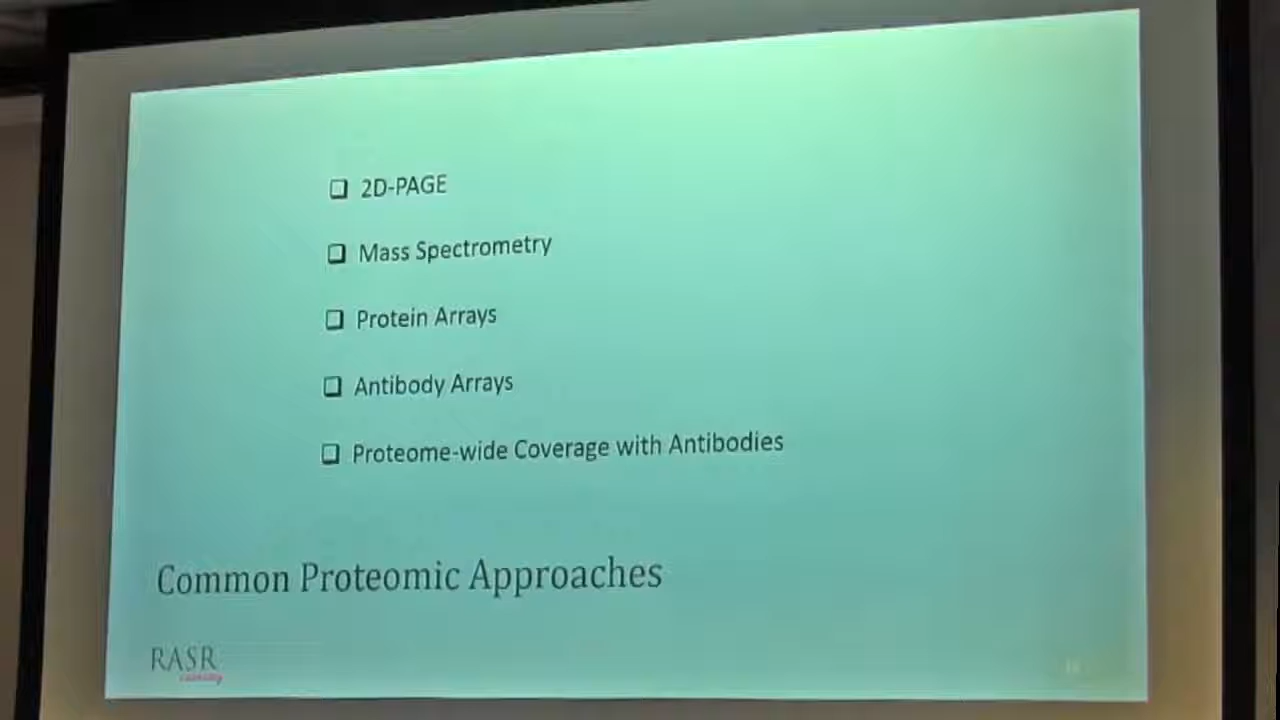 2D-PAGE
Mass Spectrometry
Protein Arrays
Antibody Arrays
Proteome-wide Coverage with Antibodies
Common Proteomic Approaches
RASR